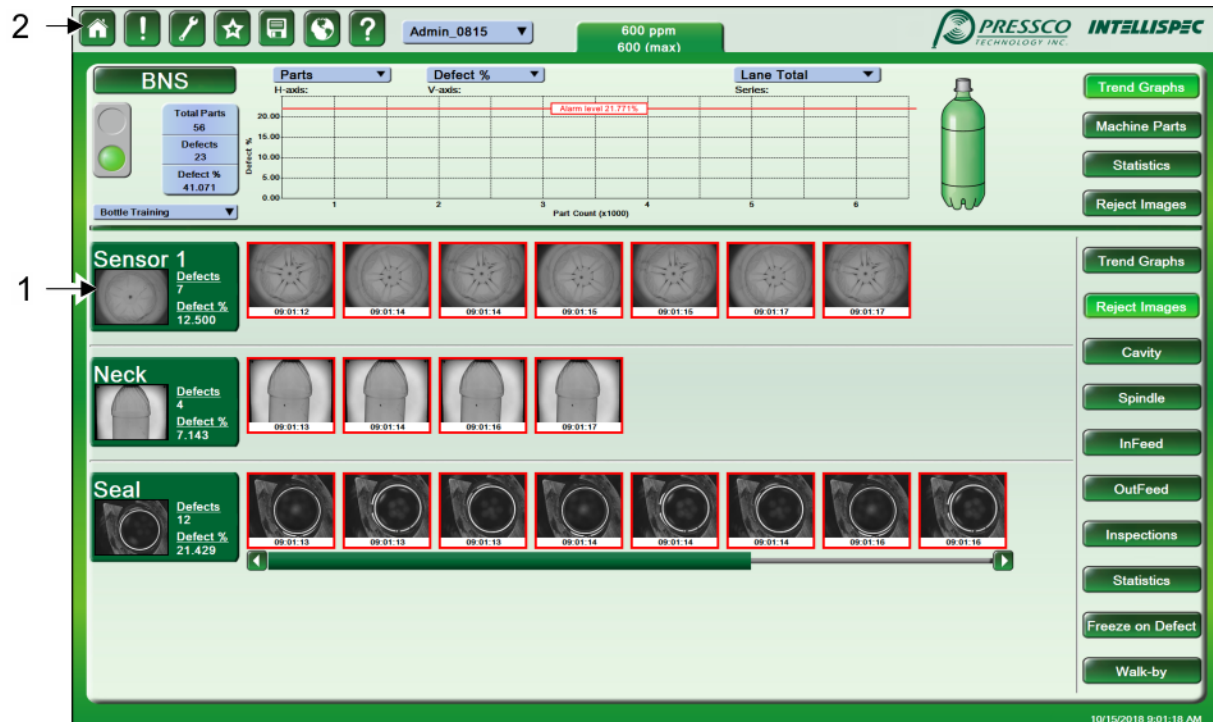 2
!
?
Admin_0815
600 ppm
600 (max)
PRESSCO
TECHNOLOGY INC.
INTELLISPEC
BNS
Parts
H-axis:
Defect %
V-axis:
Lane Total
Series:
Total Parts
56
Defects
23
Defect %
41.071
Bottle Training
Defect %
20.00
15.00
10.00
5.00
0.00
Alarm level 21.771%
1
2
3
4
5
6
Part Count (x1000)
Trend Graphs
Machine Parts
Statistics
Reject Images
1
Sensor 1
Defects
7
Defect %
12.500
09:01:12
09:01:14
09:01:14
09:01:15
09:01:15
09:01:17
09:01:17
Neck
Defects
4
Defect %
7.143
09:01:13
09:01:14
09:01:16
09:01:17
Seal
Defects
12
Defect %
21.429
09:01:13
09:01:13
09:01:13
09:01:14
09:01:14
09:01:14
09:01:16
09:01:16
Trend Graphs
Reject Images
Cavity
Spindle
InFeed
OutFeed
Inspections
Statistics
Freeze on Defect
Walk-by
10/15/2018 9:01:18 AM